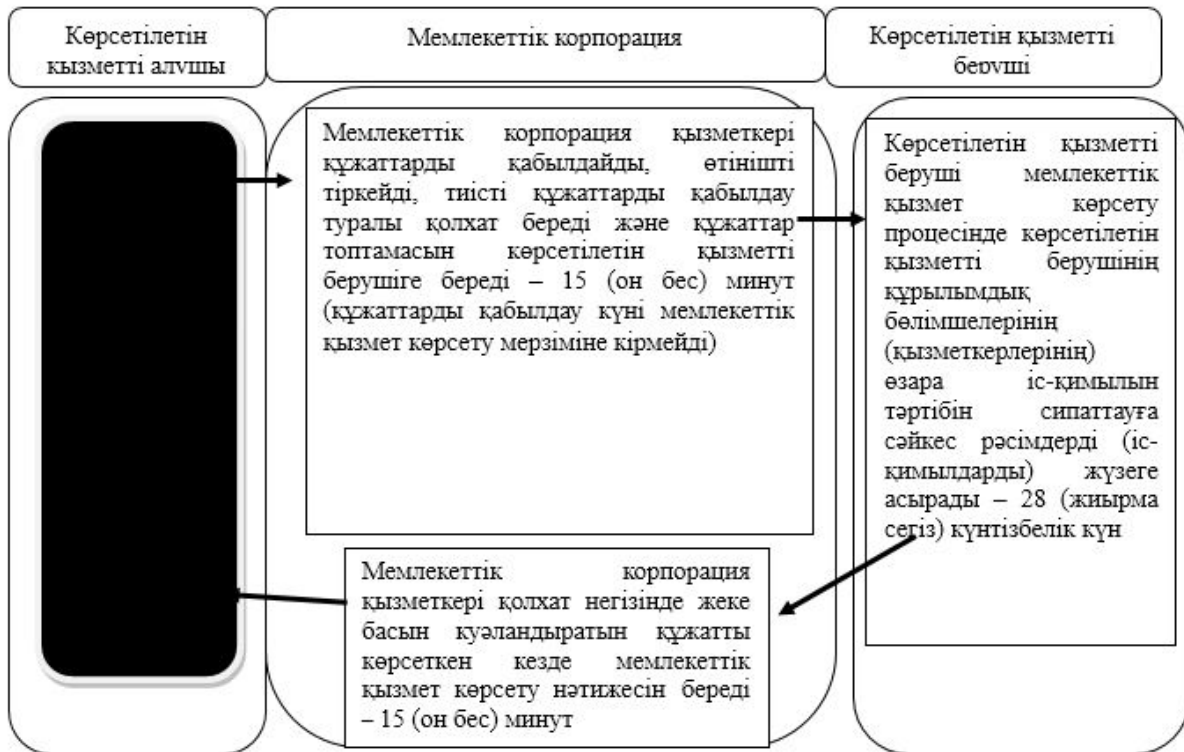 Көрсетілетін
қызметті алушы
Мемлекеттік корпорация
Көрсетілетін қызметті
беруші
Мемлекеттік корпорация қызметкері
құжаттарды қабылдайды, өтінішті
тіркейді, тиісті құжаттарды қабылдау
туралы қолхат береді және құжаттар
топтамасын көрсетілетін қызметті
берушіге береді – 15 (он бес) минут
(құжаттарды қабылдау күні мемлекеттік
қызмет көрсету мерзіміне кірмейді)
Көрсетілетін қызметті
беруші мемлекеттік
қызмет көрсету
процесінде көрсетілетін
қызметті берушінің
құрылымдық
бөлімшелерінің
(қызметкерлерінің)
өзара іс-қимылын
тәртібін сипаттауға
сәйкес рәсімдерді (іс-
қимылдарды) жүзеге
асырады – 28 (жиырма
сегіз) күнтізбелік күн
Мемлекеттік корпорация
қызметкері қолхат негізінде жеке
басын куәландыратын құжатты
көрсеткен кезде мемлекеттік
қызмет көрсету нәтижесін береді
– 15 (он бес) минут